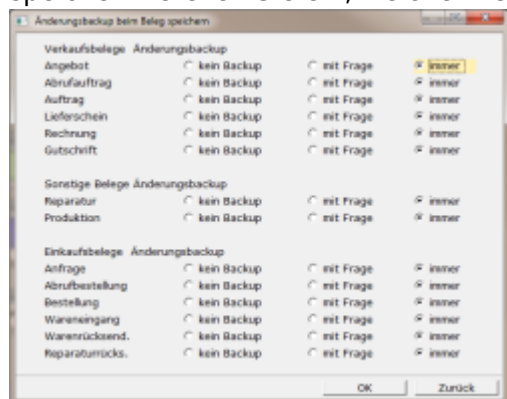 Änderungsbackup beim Beleg speichern
Verkaufsbelege Änderungsbackup
Angebot kein Backup mit Frage immer
Abrufauftrag kein Backup mit Frage immer
Auftrag kein Backup mit Frage immer
Lieferschein kein Backup mit Frage immer
Rechnung kein Backup mit Frage immer
Gutschrift kein Backup mit Frage immer
Sonstige Belege Änderungsbackup
Reparatur kein Backup mit Frage immer
Produktion kein Backup mit Frage immer
Einkaufsbelege Änderungsbackup
Anfrage kein Backup mit Frage immer
Abrufbestellung kein Backup mit Frage immer
Bestellung kein Backup mit Frage immer
Wareneingang kein Backup mit Frage immer
Warenrücksend. kein Backup mit Frage immer
Reparaturrücks. kein Backup mit Frage immer
OK Zurück